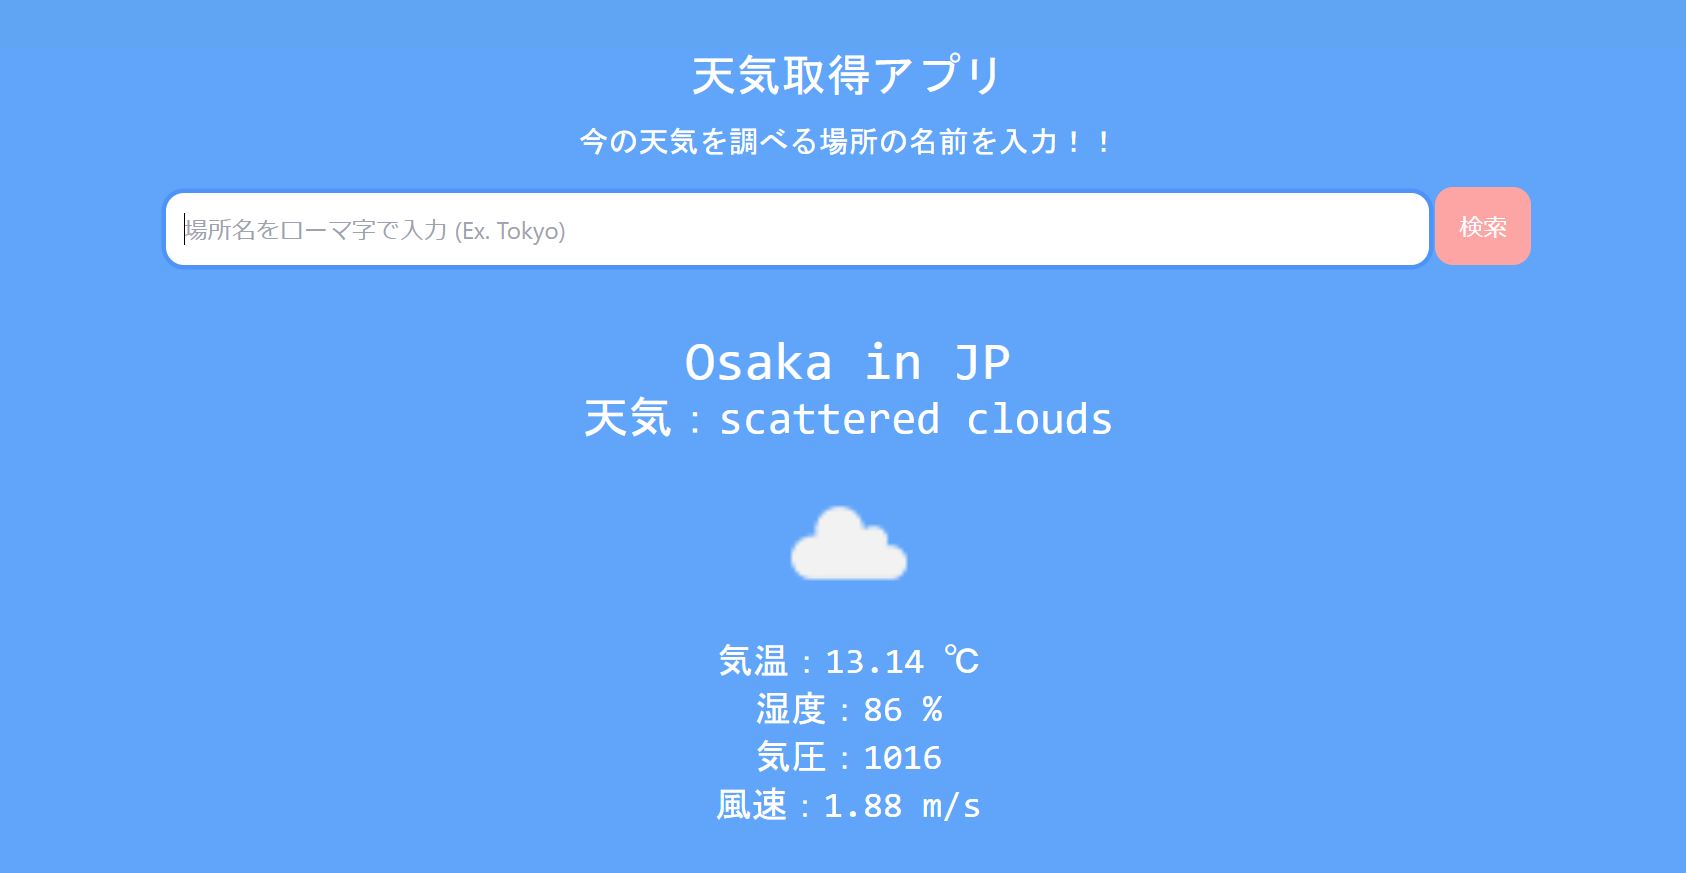 天気取得アプリ
今の天気を調べる場所の名前を入力！！
場所名をローマ字で入力 (Ex. Tokyo)
検索
Osaka in JP
天気：scattered clouds
気温：13.14 ℃
湿度：86 %
気圧：1016
風速：1.88 m/s